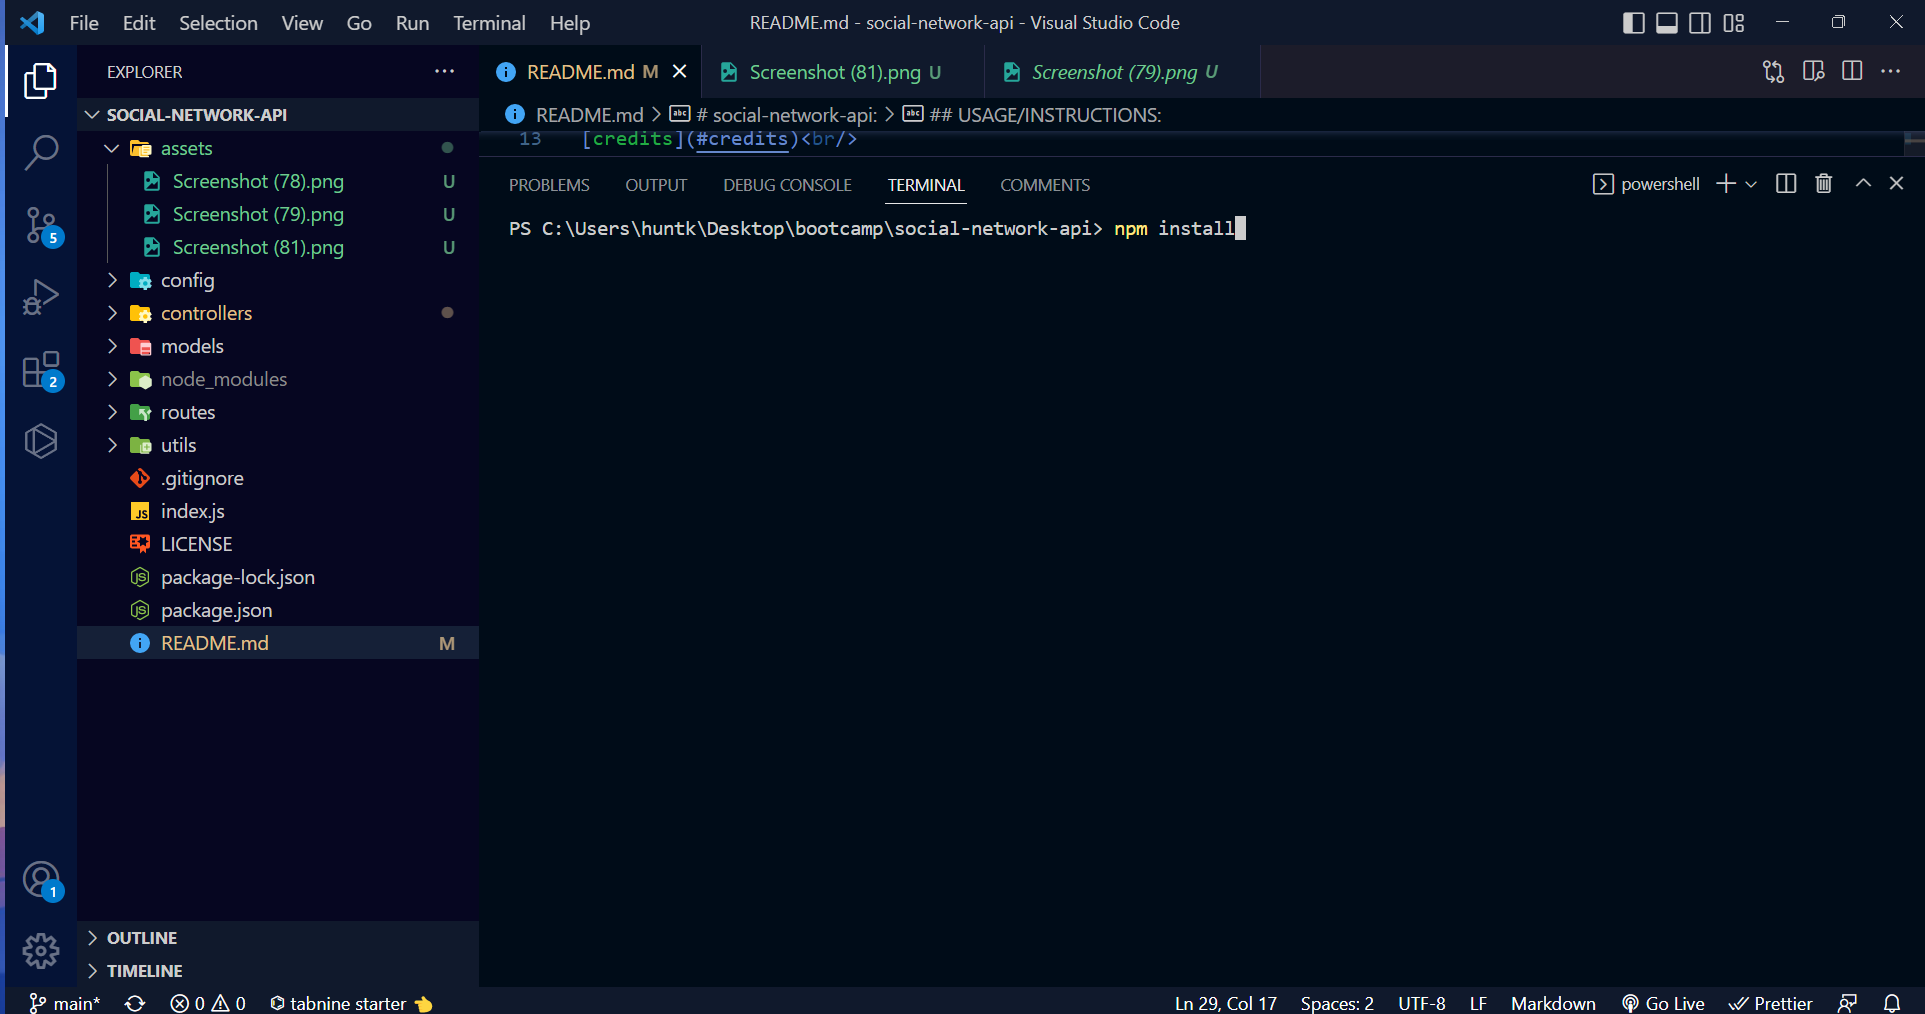 File Edit Selection View Go Run Terminal Help
README.md - social-network-api - Visual Studio Code
EXPLORER
SOCIAL-NETWORK-API
assets
Screenshot (78).png U
Screenshot (79).png U
Screenshot (81).png U
config
controllers
models
node_modules
routes
utils
.gitignore
JS index.js
LICENSE
JS package-lock.json
JS package.json
README.md M
OUTLINE
TIMELINE
5
2
1
README.md M Screenshot (81).png U Screenshot (79).png U
README.md > abc # social-network-api: > abc ## USAGE/INSTRUCTIONS:
13 [credits](#credits)<br/>
PROBLEMS OUTPUT DEBUG CONSOLE TERMINAL COMMENTS
powershell
PS C:\Users\huntk\Desktop\bootcamp\social-network-api> npm install
main* 0 0 tabnine starter Ln 29, Col 17 Spaces: 2 UTF-8 LF Markdown Go Live Prettier